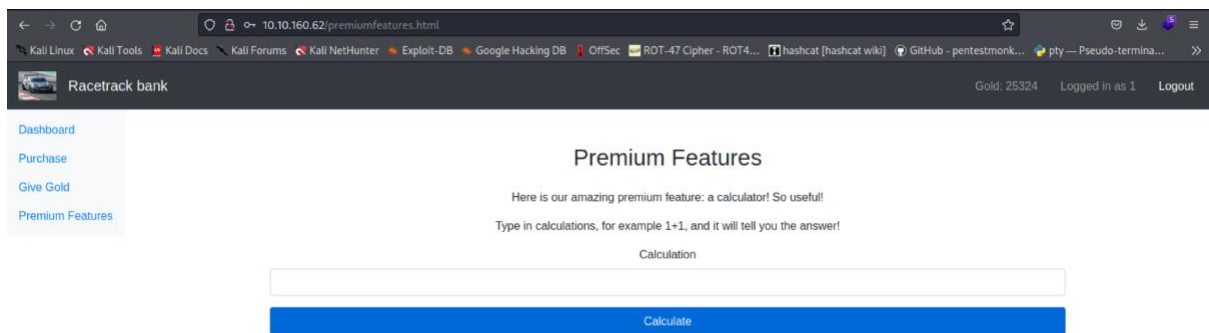 10.10.160.62/premiumfeatures.html
Kali Linux Kali Tools Kali Docs Kali Forums Kali NetHunter Exploit-DB Google Hacking DB OffSec ROT-47 Cipher - ROT4... hashcat [hashcat wiki] GitHub - pentestmonk... pty — Pseudo-termina...
Racetrack bank Gold: 25324 Logged in as 1 Logout
Dashboard
Purchase
Give Gold
Premium Features
Premium Features
Here is our amazing premium feature: a calculator! So useful!
Type in calculations, for example 1+1, and it will tell you the answer!
Calculation
Calculate